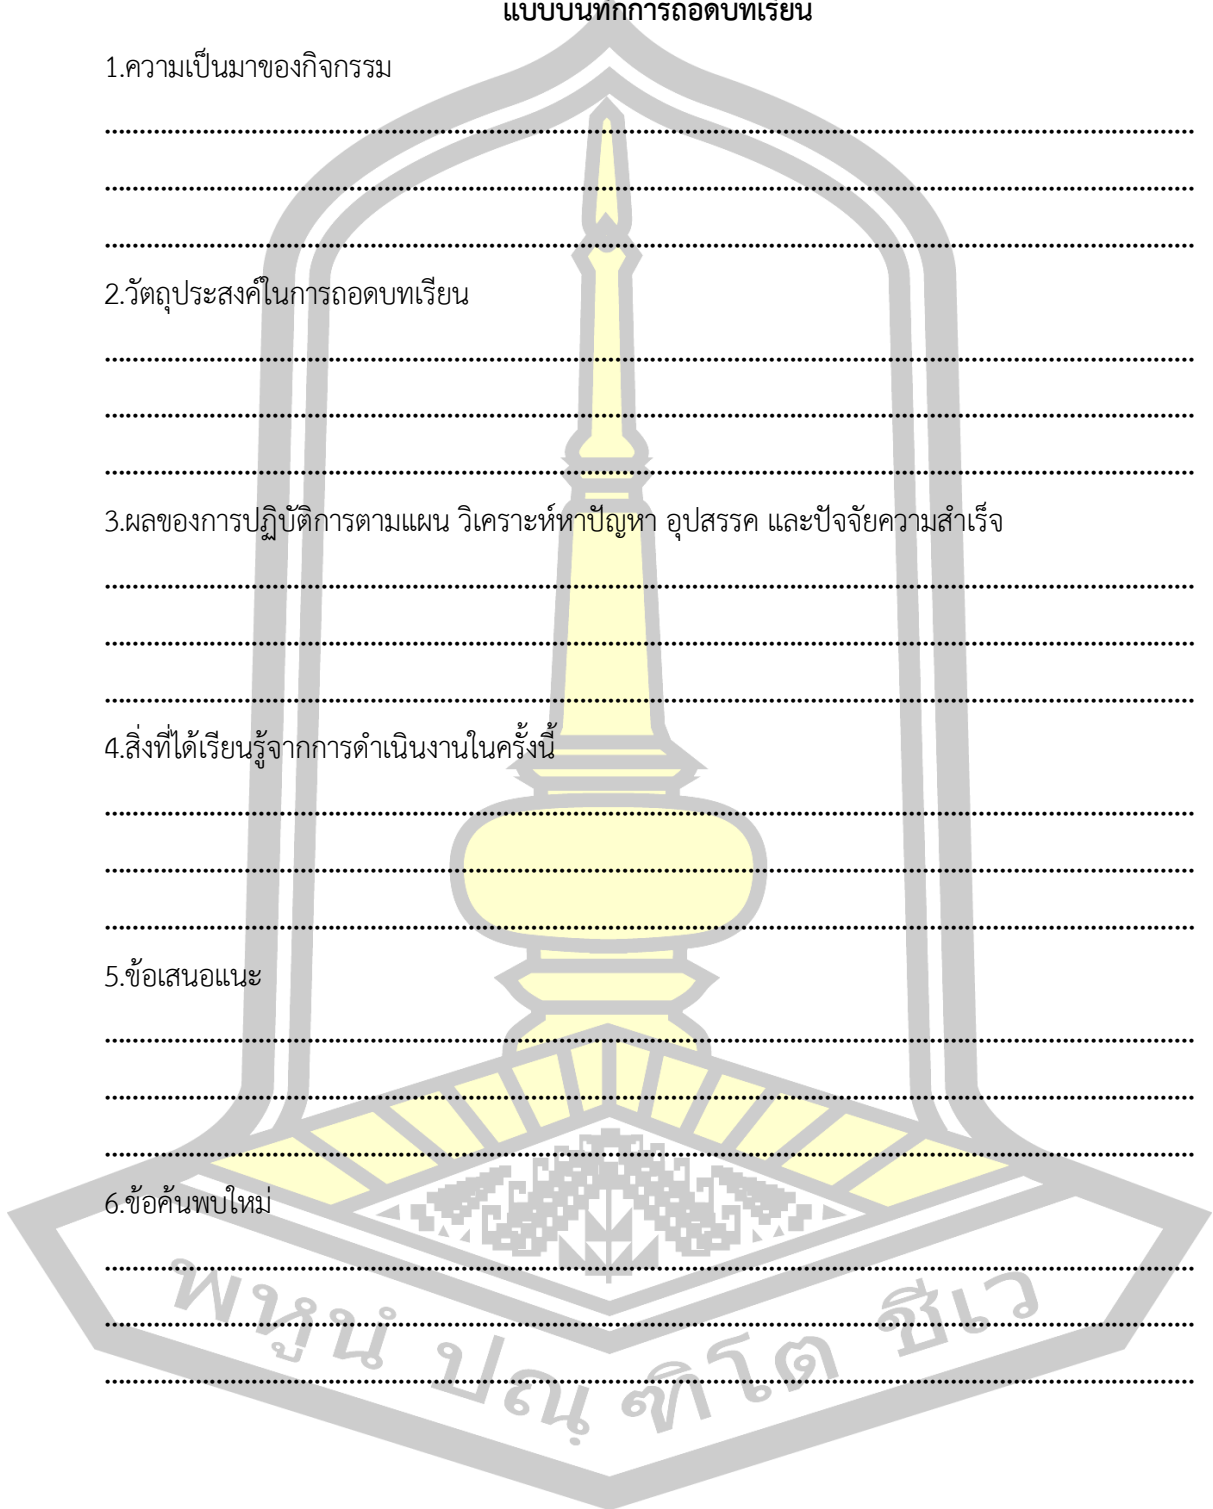 แบบบันทึกการถอดบทเรียน
1.ความเป็นมาของกิจกรรม
........................................................................................................................
........................................................................................................................
........................................................................................................................
2.วัตถุประสงค์ในการถอดบทเรียน
........................................................................................................................
........................................................................................................................
........................................................................................................................
3.ผลของการปฏิบัติการตามแผน วิเคราะห์หาปัญหา อุปสรรค และปัจจัยความสำเร็จ
........................................................................................................................
........................................................................................................................
........................................................................................................................
4.สิ่งที่ได้เรียนรู้จากการดำเนินงานในครั้งนี้
........................................................................................................................
........................................................................................................................
........................................................................................................................
5.ข้อเสนอแนะ
........................................................................................................................
........................................................................................................................
........................................................................................................................
6.ข้อค้นพบใหม่
........................................................................................................................
........................................................................................................................
........................................................................................................................
พหูนํ ปณฺฑิโต ชีเว